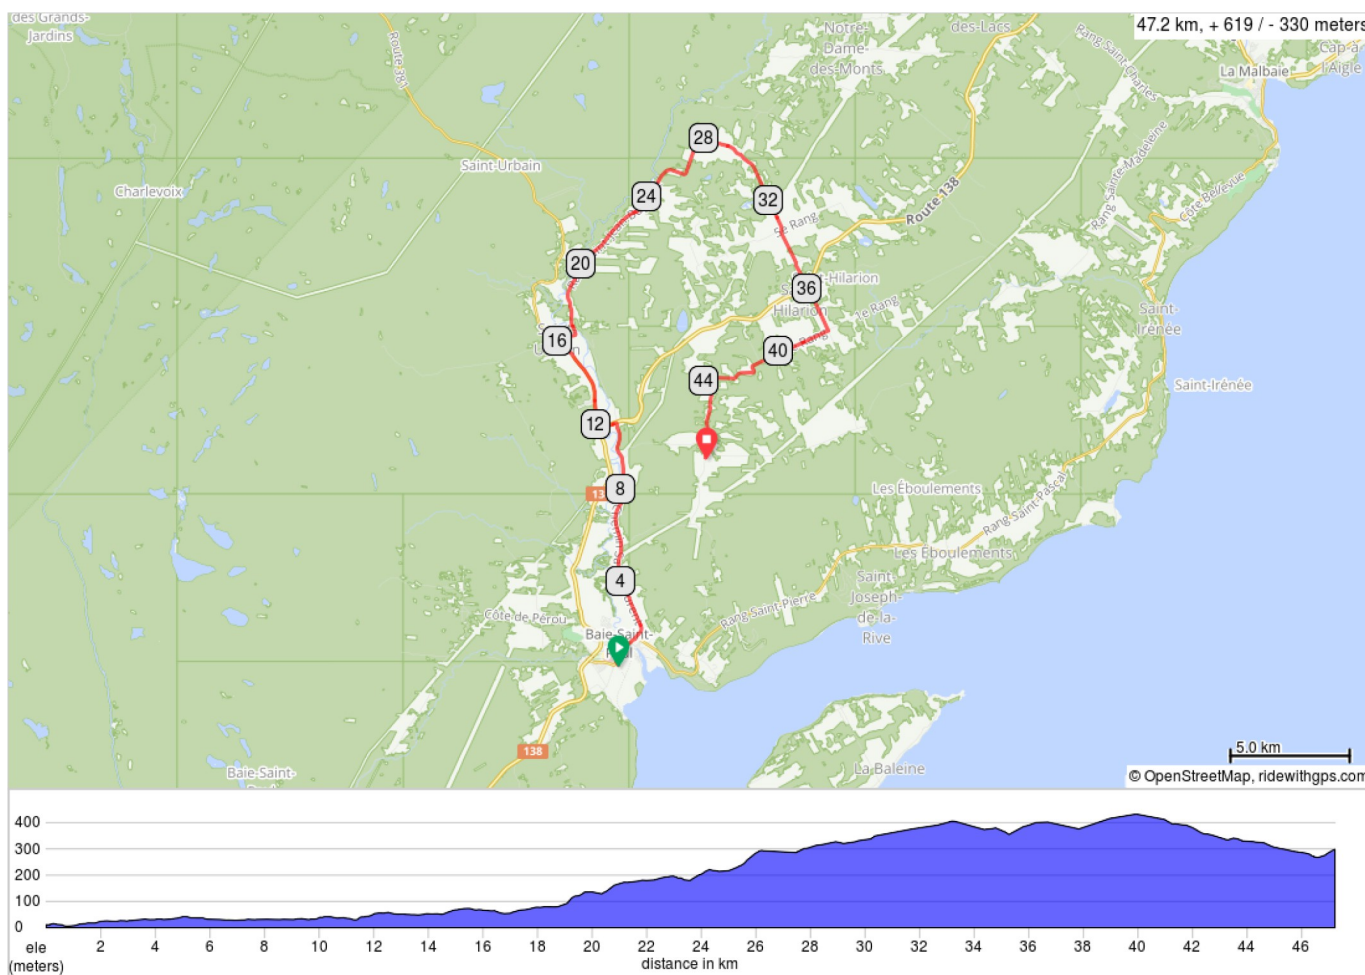 des Grands-
Jardins
Route 381
Notre-
Dame-
des-Monts
des-Lacs
47.2 km, + 619 / - 330 meters
Rang Saint-Charles
Cap-à
l'Aigle
La Malbaie
Saint-Urbain
Charlevoix
28
24
32
Rang Sainte-Madeleine
Côte Bellevue
Route 138
5e Rang
20
36
Hilarion
Hilarion
1e Rang
Saint-
Irénée
16
Rang
40
44
Saint-Irénée
12
8
13
Les Éboulements
Rang Saint-Pascal
Les Éboulements
4
Saint-
Joseph-
de-la-
Rive
Rang Saint-Pierre
Côte de Pérou
Baie-Saint-
138
5.0 km
Baie-Saint-
La Baleine
© OpenStreetMap, ridewithgps.com
400
300
200
100
0
ele
(meters)
2 4 6 8 10 12 14 16 18 20 22 24 26 28 30 32 34 36 38 40 42 44 46
distance in km